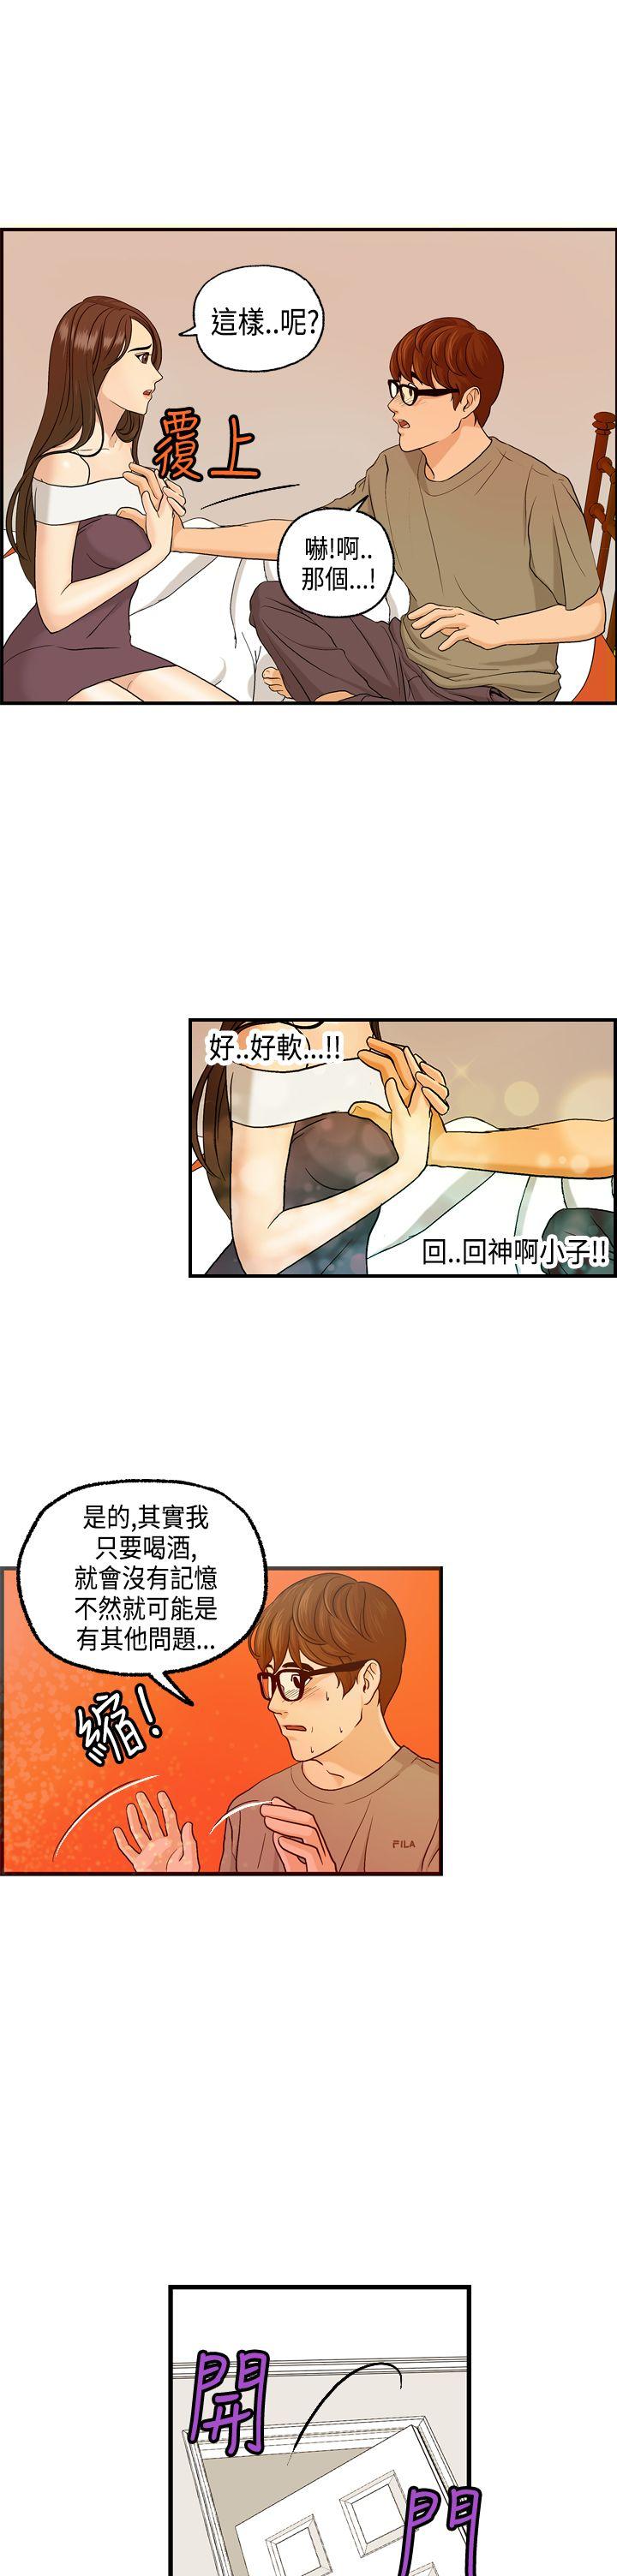 這樣..呢?
覆上
嚇!啊..
那個...!
好..好軟...!!
回..回神啊小子!!
是的,其實我
只要喝酒,
就會沒有記憶
不然就可能是
有其他問題...
縮!
FILA
開
門